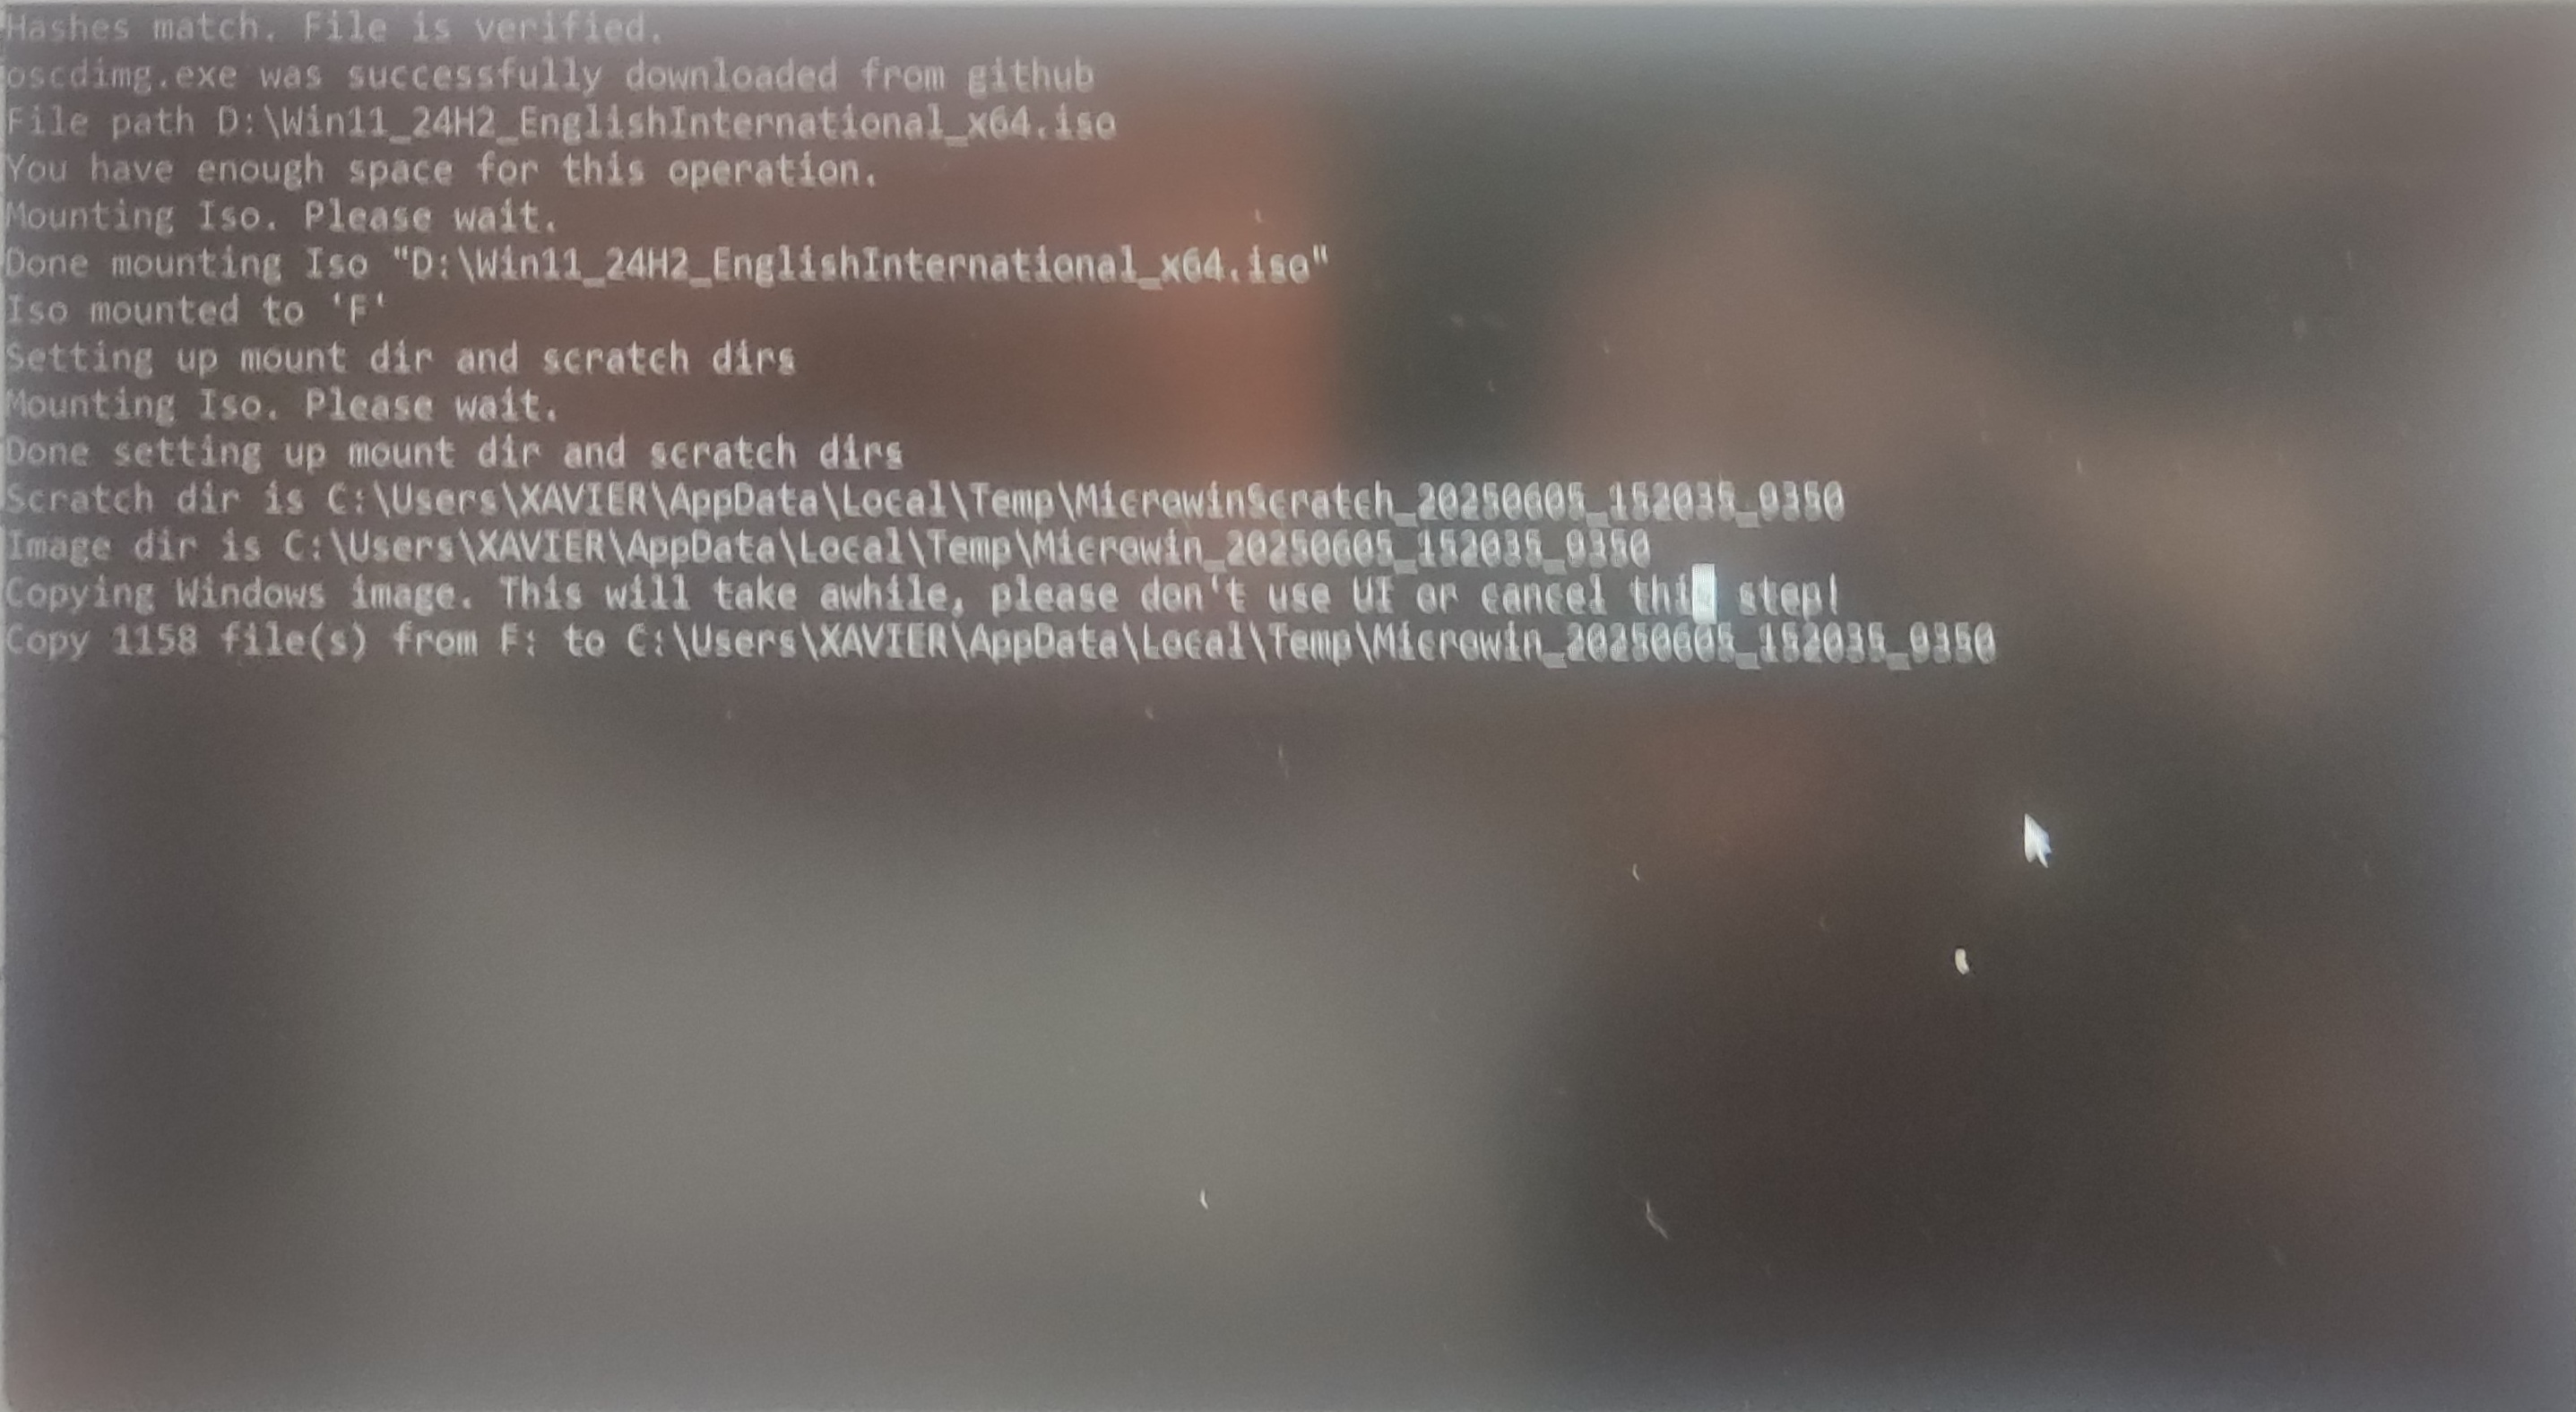 Hashes match. File is verified.
oscdimg.exe was successfully downloaded from github
File path D:\Win11_24H2_EnglishInternational_x64.iso
You have enough space for this operation.
Mounting Iso. Please wait.
Done mounting Iso "D:\Win11_24H2_EnglishInternational_x64.iso"
Iso mounted to 'F'
Setting up mount dir and scratch dirs
Mounting Iso. Please wait.
Done setting up mount dir and scratch dirs
Scratch dir is C:\Users\XAVIER\AppData\Local\Temp\MicrowinScratch_20250605_152035_0350
Image dir is C:\Users\XAVIER\AppData\Local\Temp\Microwin_20250605_152035_0350
Copying Windows image. This will take awhile, please don't use UI or cancel this step!
Copy 1158 file(s) from F: to C:\Users\XAVIER\AppData\Local\Temp\Microwin_20250605_152035_0350